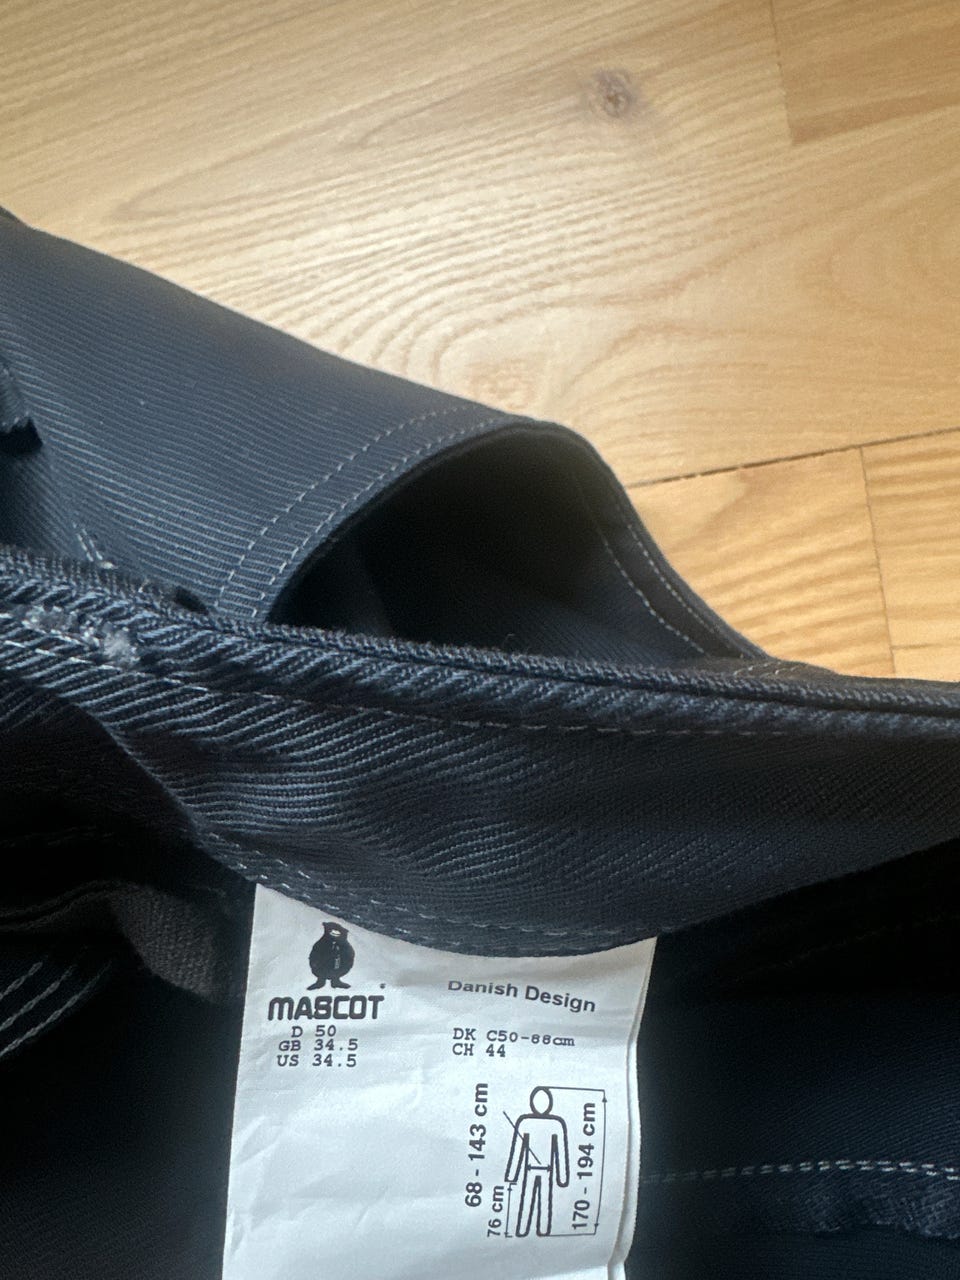 MASCOT
Danish Design
D 50
GB 34.5
US 34.5
DK C50-88cm
CH 44
68 - 143 cm
76 cm
170 - 194 cm